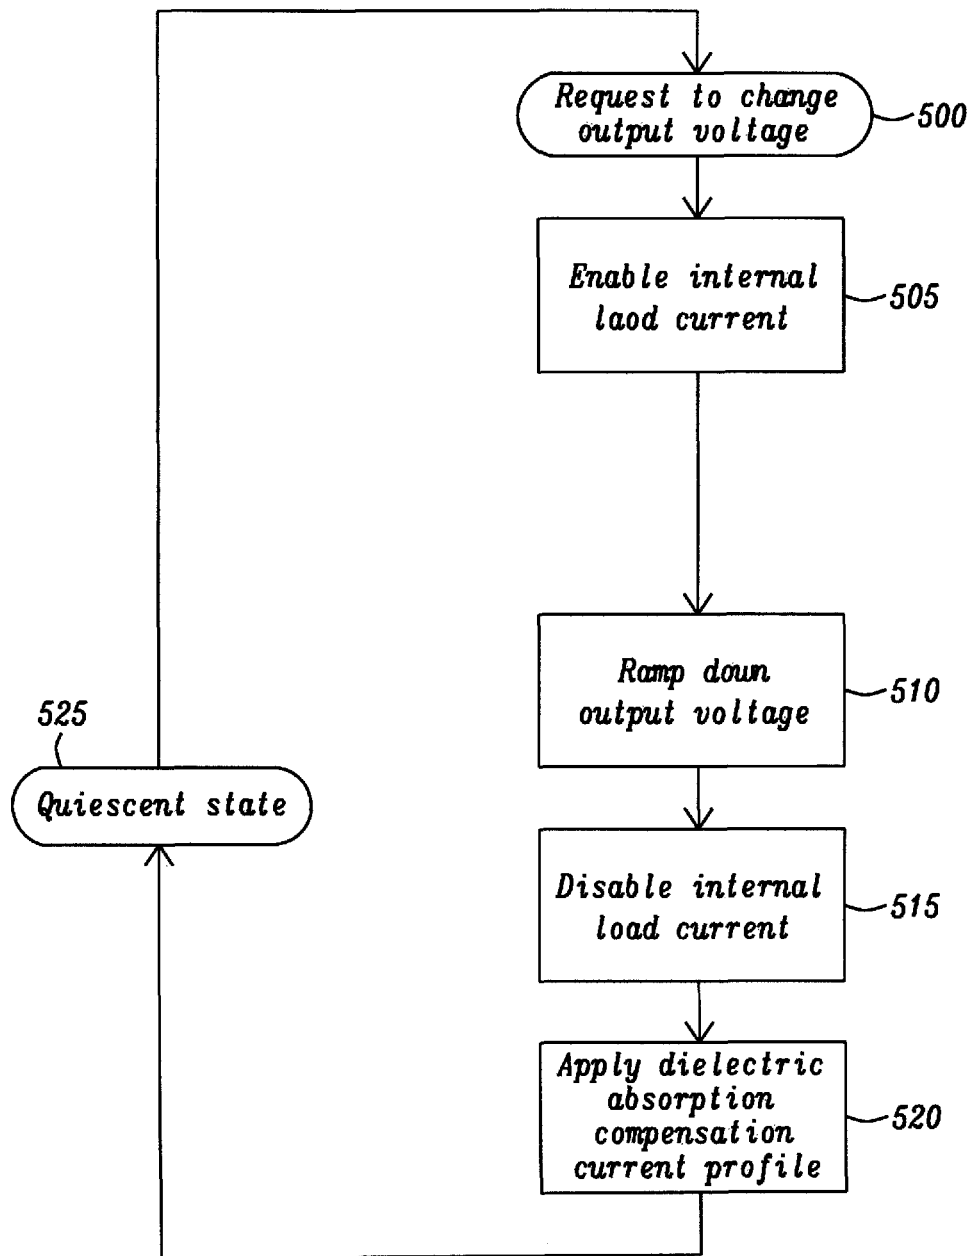 Request to change
output voltage
500
Enable internal
laod current
505
Ramp down
output voltage
510
525
Quiescent state
Disable internal
load current
515
Apply dielectric
absorption
compensation
current profile
520